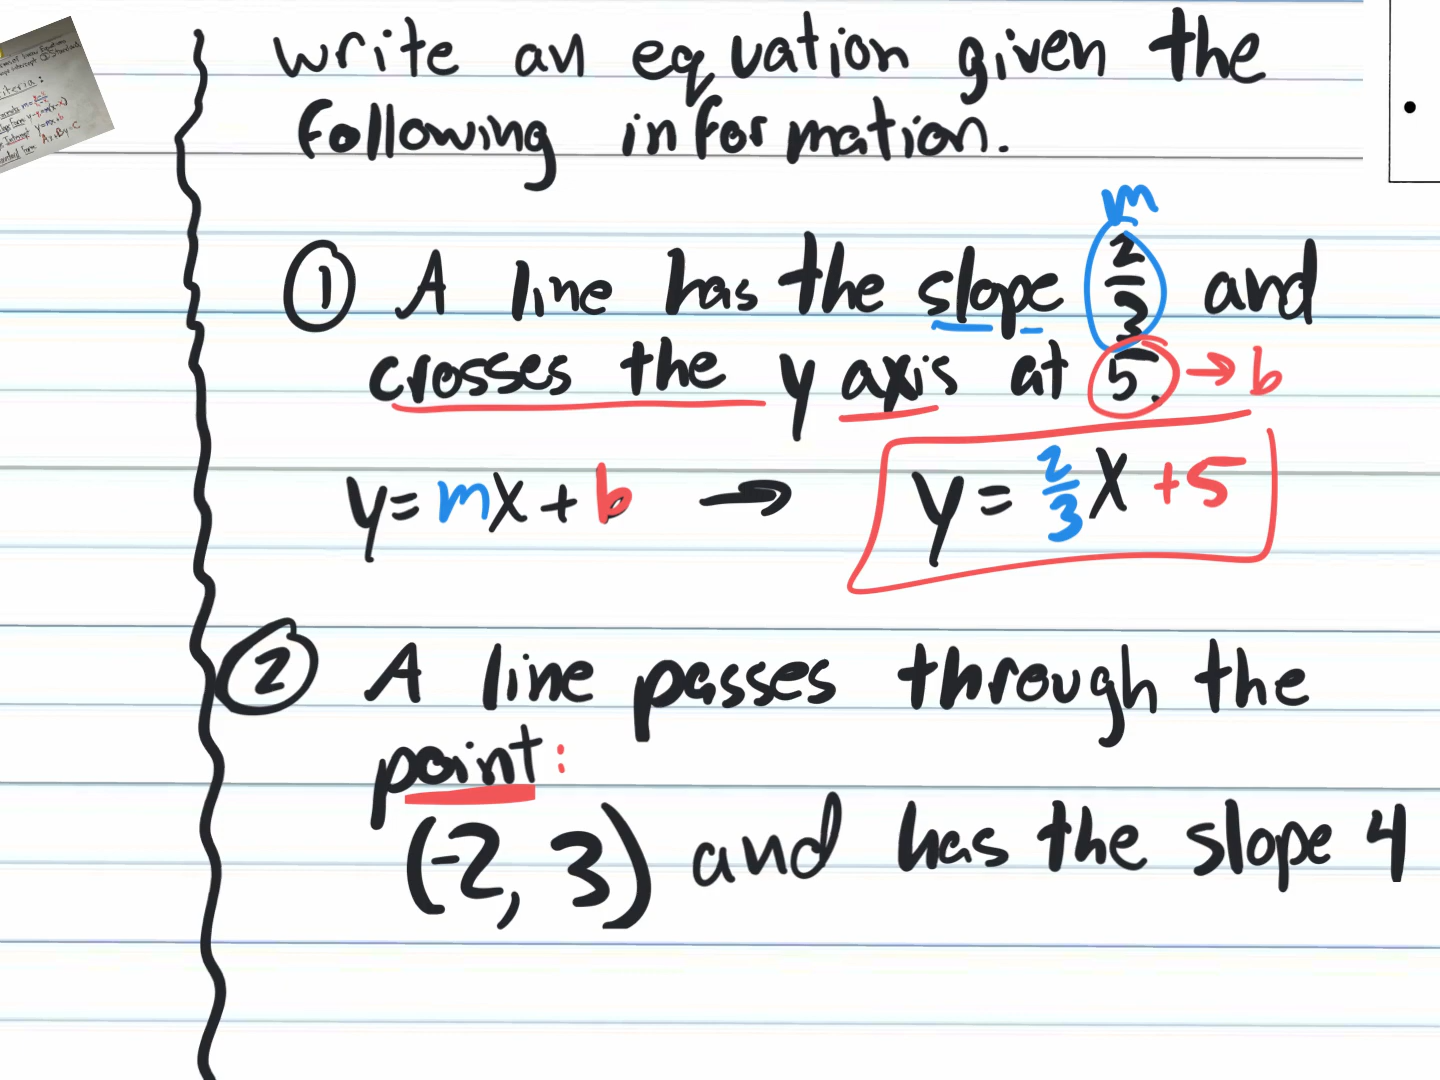 write an equation given the
following information.
m
① A line has the slope 2/3 and
crosses the y axis at 5. → b
y = mx + b → y = 2/3 x + 5
② A line passes through the
point:
(-2, 3) and has the slope 4